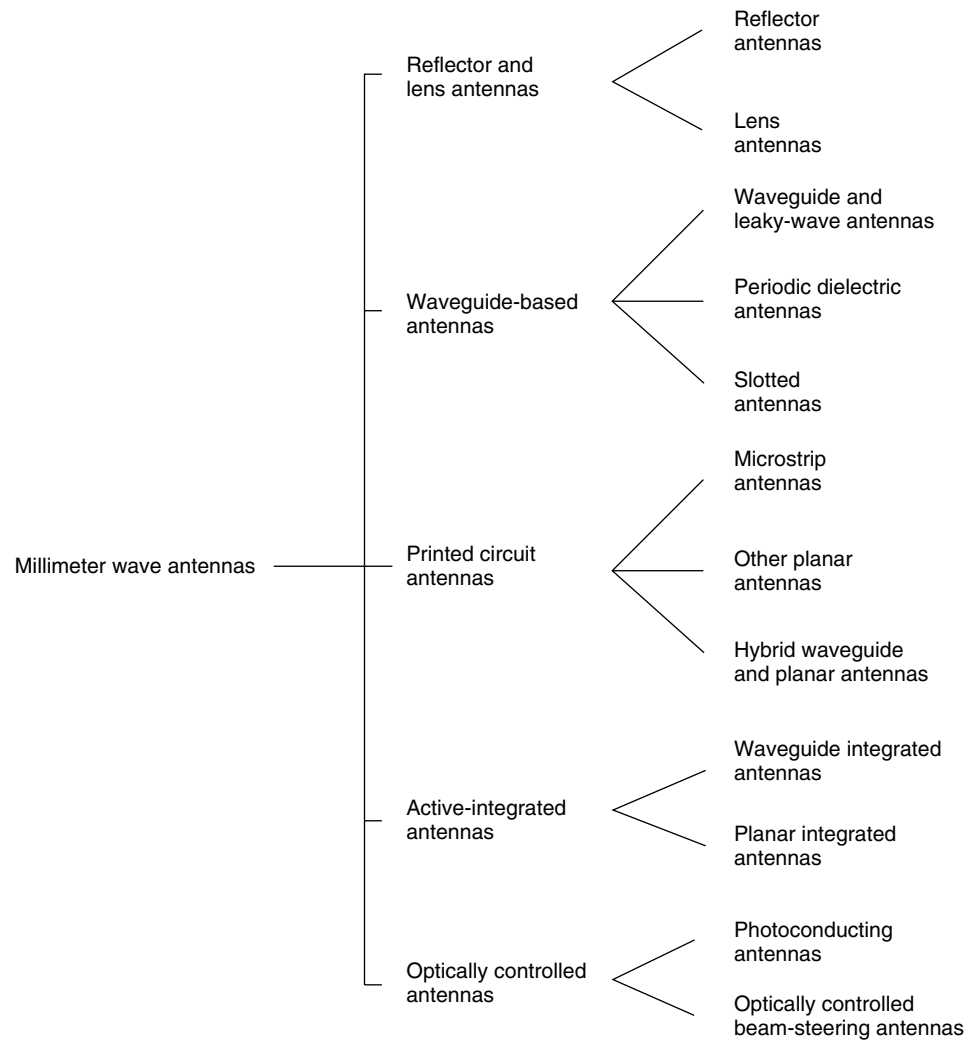 Millimeter wave antennas
Reflector and
lens antennas
Reflector
antennas
Lens
antennas
Waveguide-based
antennas
Waveguide and
leaky-wave antennas
Periodic dielectric
antennas
Slotted
antennas
Printed circuit
antennas
Microstrip
antennas
Other planar
antennas
Hybrid waveguide
and planar antennas
Active-integrated
antennas
Waveguide integrated
antennas
Planar integrated
antennas
Optically controlled
antennas
Photoconducting
antennas
Optically controlled
beam-steering antennas